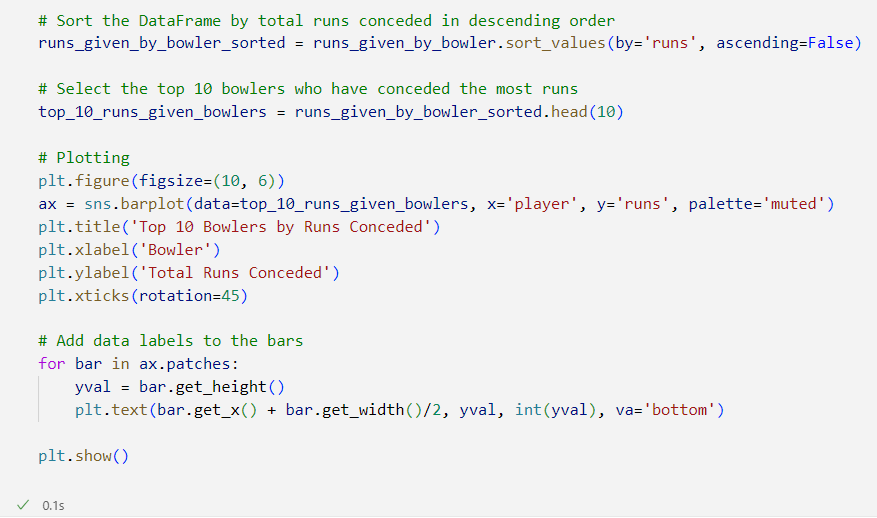 # Sort the DataFrame by total runs conceded in descending order
runs_given_by_bowler_sorted = runs_given_by_bowler.sort_values(by='runs', ascending=False)
# Select the top 10 bowlers who have conceded the most runs
top_10_runs_given_bowlers = runs_given_by_bowler_sorted.head(10)
# Plotting
plt.figure(figsize=(10, 6))
ax = sns.barplot(data=top_10_runs_given_bowlers, x='player', y='runs', palette='muted')
plt.title('Top 10 Bowlers by Runs Conceded')
plt.xlabel('Bowler')
plt.ylabel('Total Runs Conceded')
plt.xticks(rotation=45)
# Add data labels to the bars
for bar in ax.patches:
    yval = bar.get_height()
    plt.text(bar.get_x() + bar.get_width()/2, yval, int(yval), va='bottom')
plt.show()
✓ 0.1s